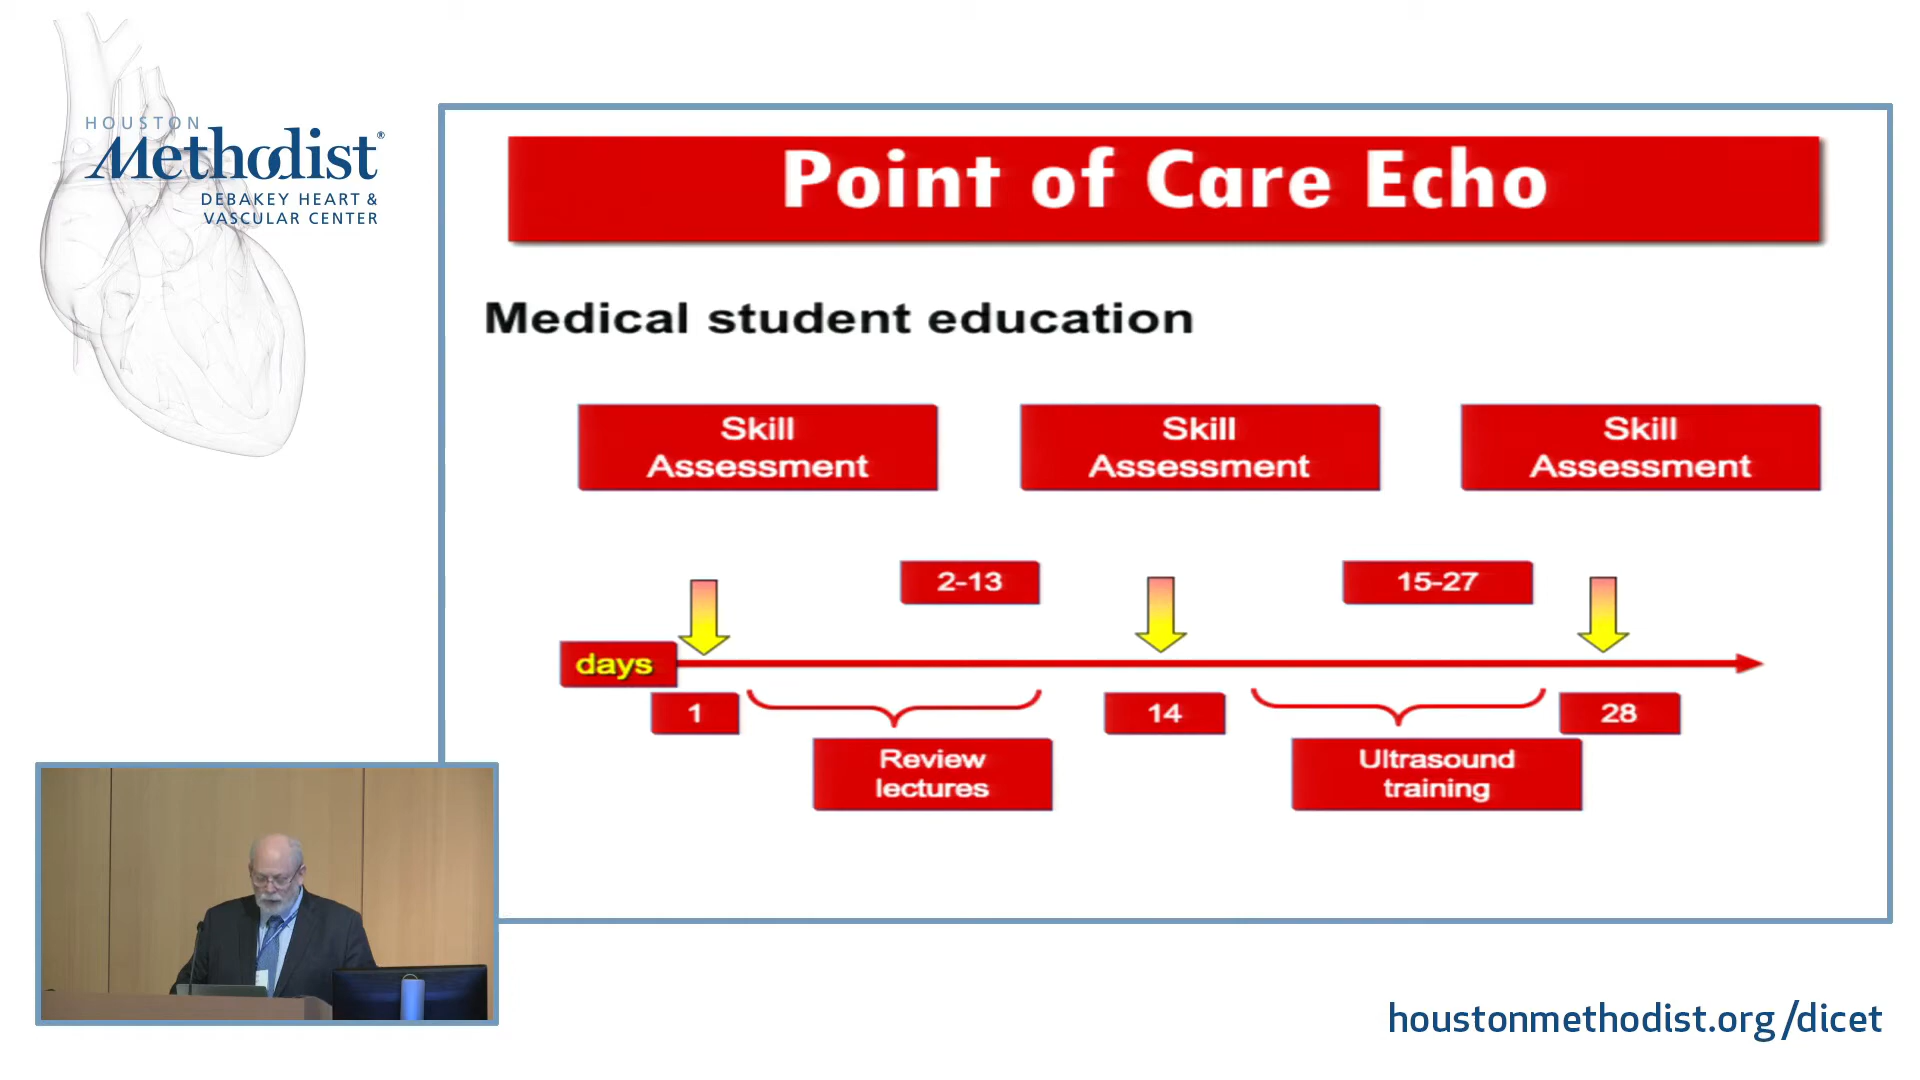 HOUSTON
Methodist®
DEBAKEY HEART &
VASCULAR CENTER
Point of Care Echo
Medical student education
Skill
Assessment
Skill
Assessment
Skill
Assessment
2-13
15-27
days
1
14
28
Review
lectures
Ultrasound
training
houstonmethodist.org/dicet